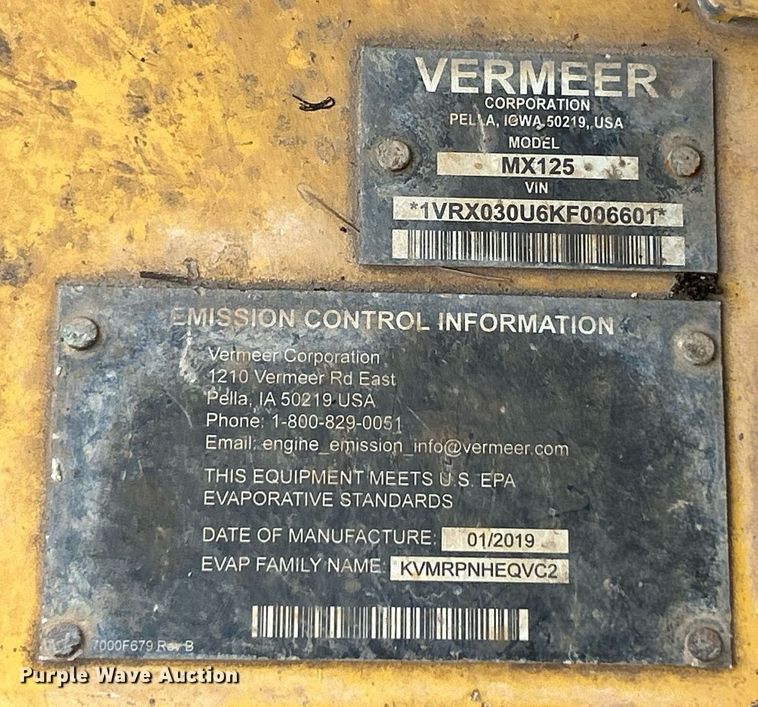 VERMEER
CORPORATION
PELLA, IOWA 50219, USA
MODEL
MX125
VIN
*1VRX030U6KF006601*
EMISSION CONTROL INFORMATION
Vermeer Corporation
1210 Vermeer Rd East
Pella, IA 50219 USA
Phone: 1-800-829-0051
Email: engine_emission_info@vermeer.com
THIS EQUIPMENT MEETS U.S. EPA
EVAPORATIVE STANDARDS
DATE OF MANUFACTURE: 01/2019
EVAP FAMILY NAME: KVMRPNHEQVC2
7000F679 Rev B
Purple Wave Auction